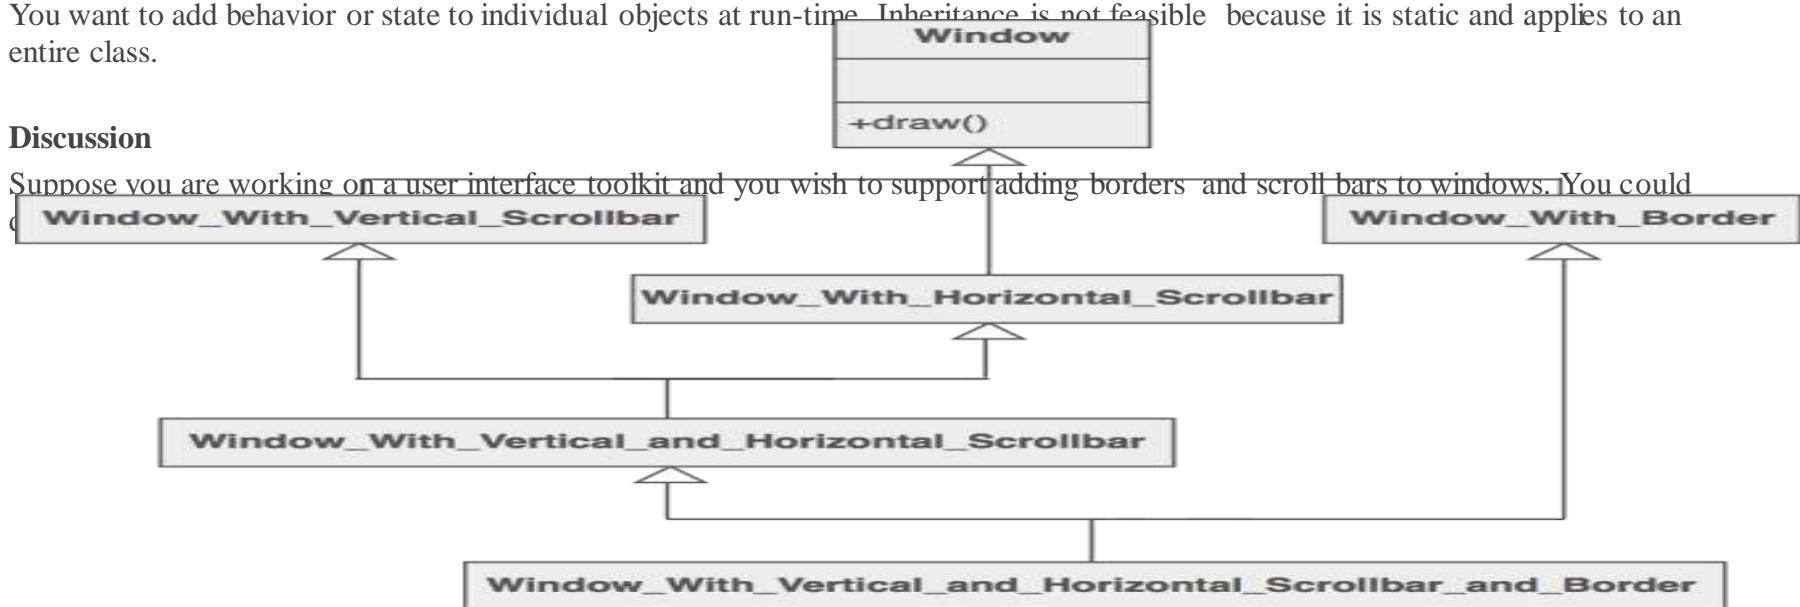 You want to add behavior or state to individual objects at run-time. Inheritance is not feasible because it is static and applies to an
entire class.
Window
+draw()
Discussion
Suppose you are working on a user interface toolkit and you wish to support adding borders and scroll bars to windows. You could
Window_With_Vertical_Scrollbar
Window_With_Border
Window_With_Horizontal_Scrollbar
Window_With_Vertical_and_Horizontal_Scrollbar
Window_With_Vertical_and_Horizontal_Scrollbar_and_Border